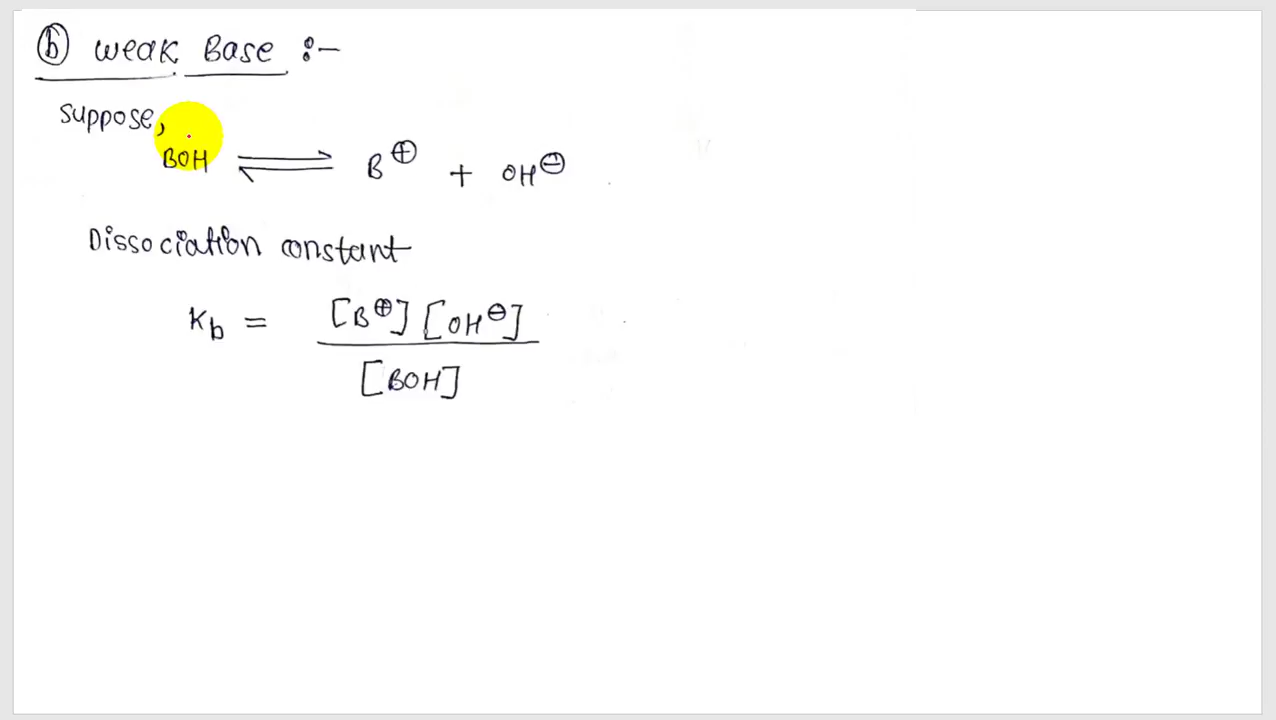 ⓑ Weak Base :-
Suppose,
BOH ⇌ B⊕ + OH⊖
Dissociation constant
Kb = [B⊕] [OH⊖]
[BOH]